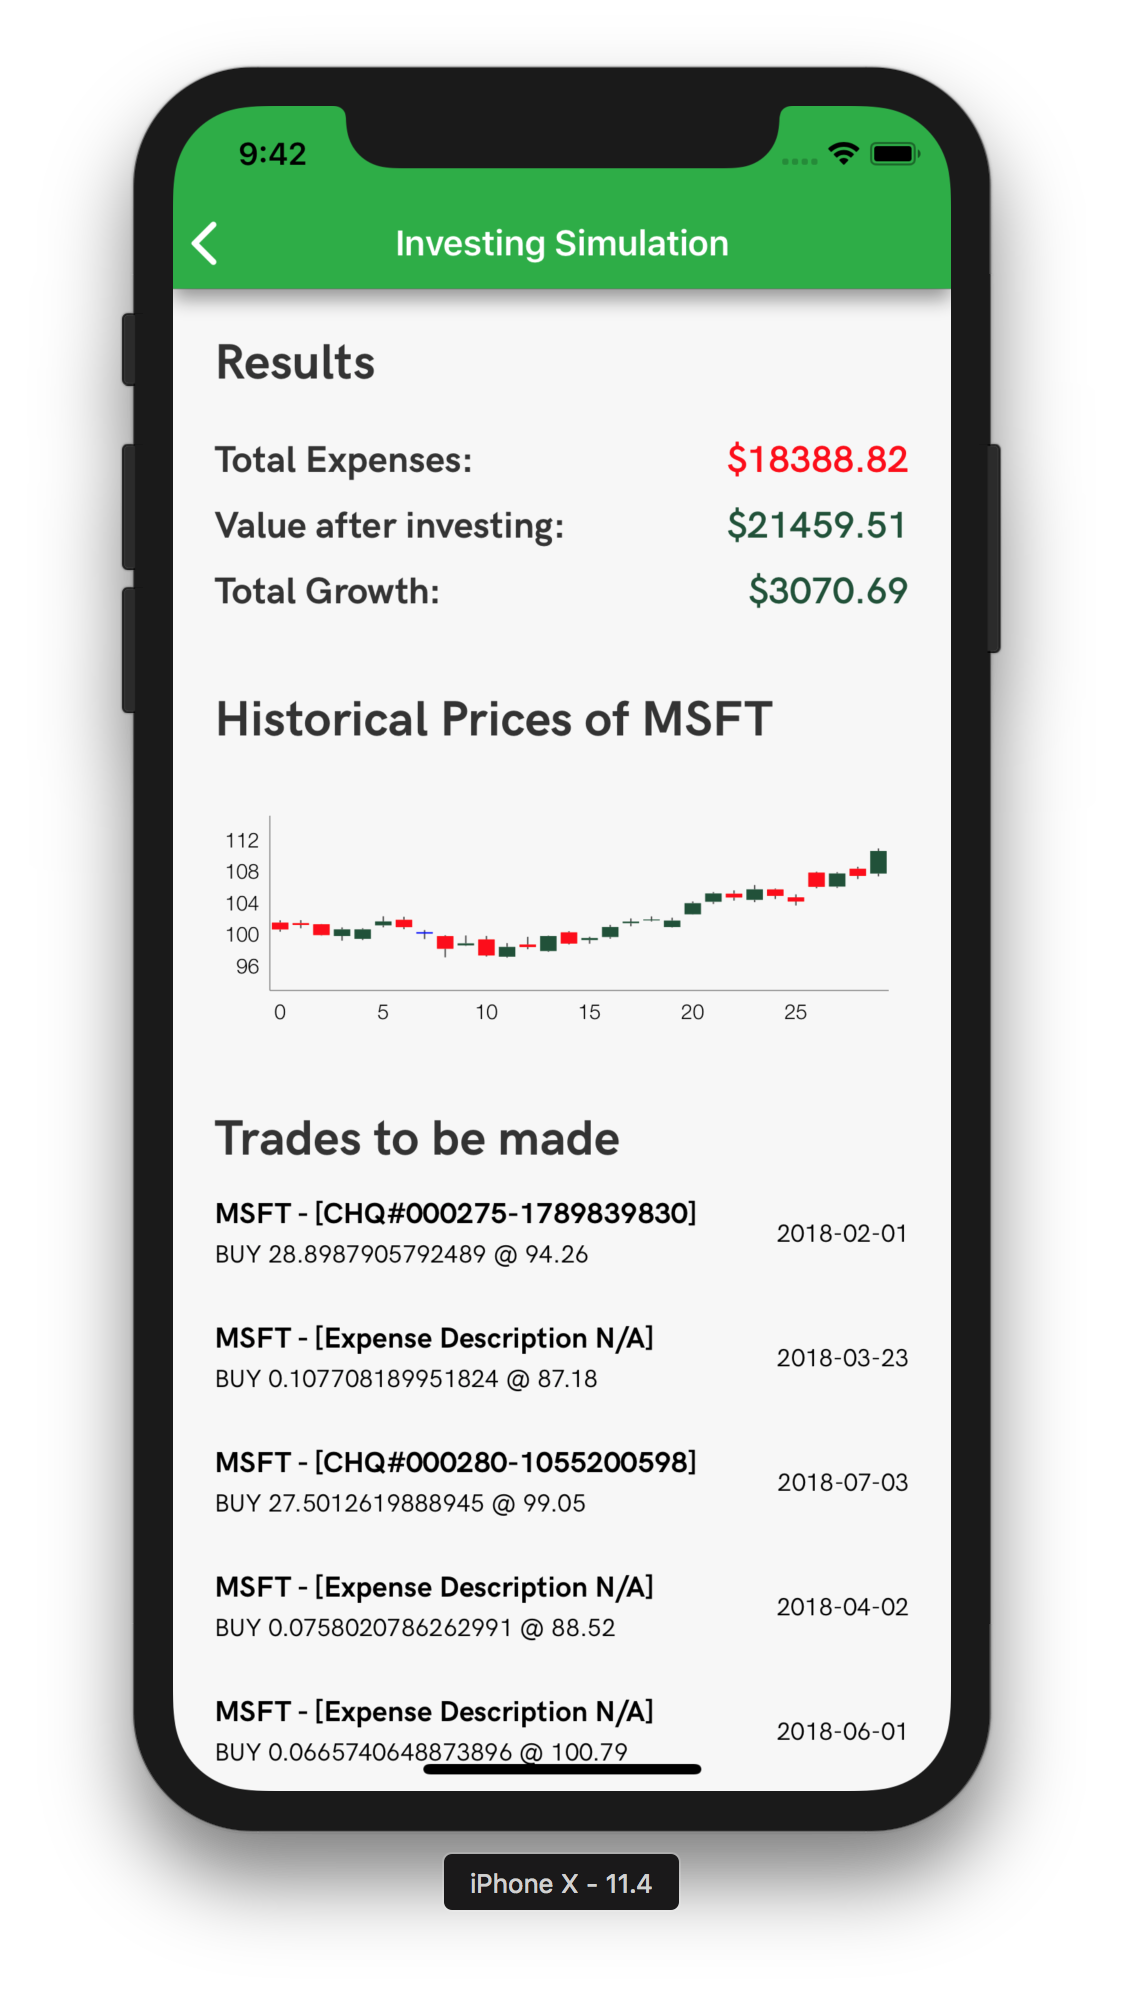 9:42
Investing Simulation
Results
Total Expenses: $18388.82
Value after investing: $21459.51
Total Growth: $3070.69
Historical Prices of MSFT
112
108
104
100
96
0 5 10 15 20 25
Trades to be made
MSFT - [CHQ#000275-1789839830]
2018-02-01
BUY 28.8987905792489 @ 94.26
MSFT - [Expense Description N/A]
2018-03-23
BUY 0.107708189951824 @ 87.18
MSFT - [CHQ#000280-1055200598]
2018-07-03
BUY 27.5012619888945 @ 99.05
MSFT - [Expense Description N/A]
2018-04-02
BUY 0.0758020786262991 @ 88.52
MSFT - [Expense Description N/A]
2018-06-01
BUY 0.0665740648873896 @ 100.79
iPhone X - 11.4